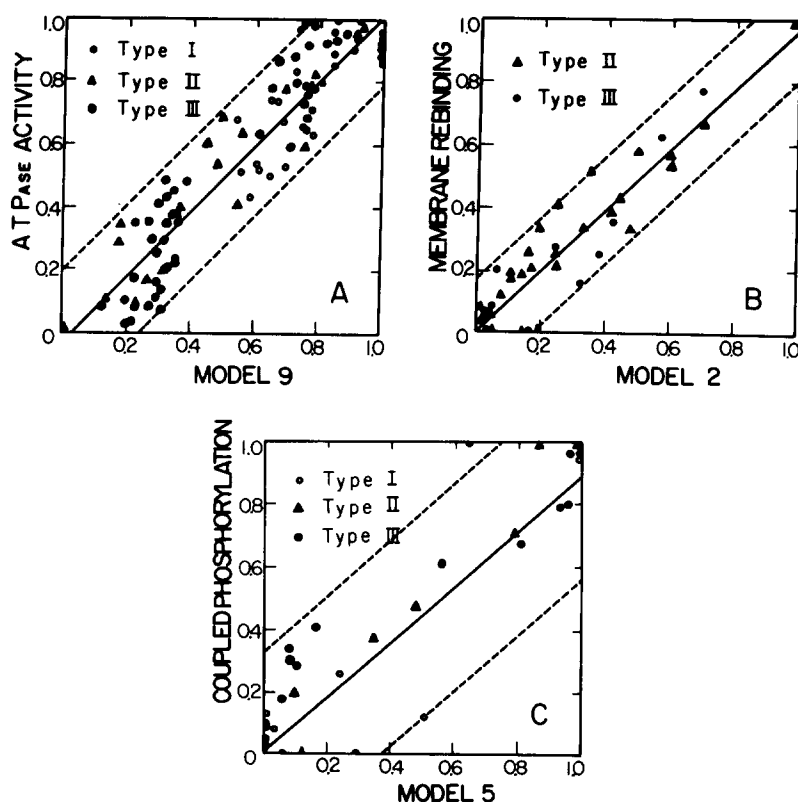 ATPASE ACTIVITY
1.0
0.8
0.6
0.4
0.2
0
Type I
Type II
Type III
A
0.2 0.4 0.6 0.8 1.0
MODEL 9
MEMBRANE REBINDING
1.0
0.8
0.6
0.4
0.2
0
Type II
Type III
B
0.2 0.4 0.6 0.8 1.0
MODEL 2
COUPLED PHOSPHORYLATION
1.0
0.8
0.6
0.4
0.2
0
Type I
Type II
Type III
C
0.2 0.4 0.6 0.8 1.0
MODEL 5